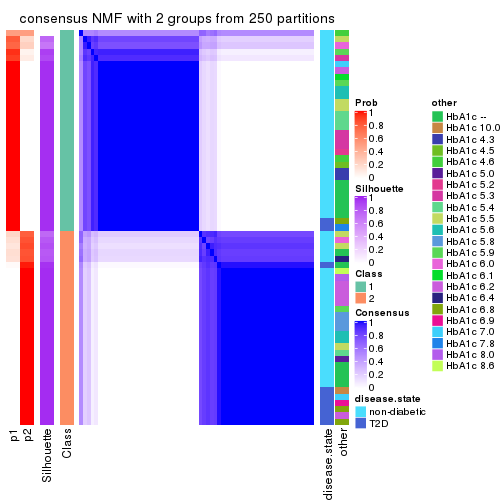 consensus NMF with 2 groups from 250 partitions
p1
p2
Silhouette
Class
disease.state
other
Prob
1
0.8
0.6
0.4
0.2
0
Silhouette
1
0.8
0.6
0.4
0.2
0
Class
1
2
Consensus
1
0.8
0.6
0.4
0.2
0
disease.state
non-diabetic
T2D
other
HbA1c --
HbA1c 10.0
HbA1c 4.3
HbA1c 4.5
HbA1c 4.6
HbA1c 5.0
HbA1c 5.2
HbA1c 5.3
HbA1c 5.4
HbA1c 5.5
HbA1c 5.6
HbA1c 5.8
HbA1c 5.9
HbA1c 6.0
HbA1c 6.1
HbA1c 6.2
HbA1c 6.4
HbA1c 6.8
HbA1c 6.9
HbA1c 7.0
HbA1c 7.8
HbA1c 8.0
HbA1c 8.6